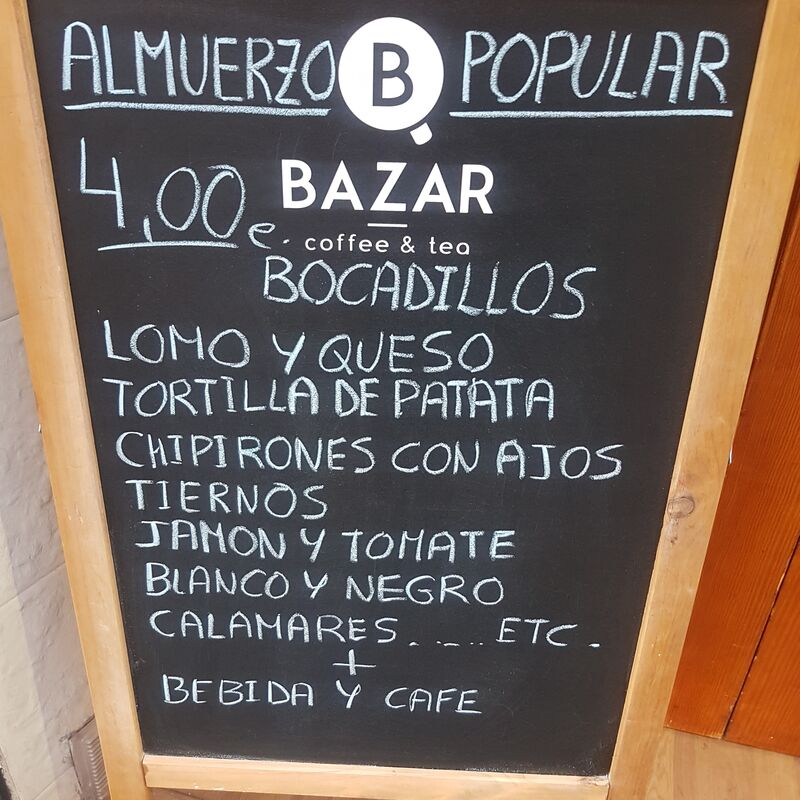 ALMUERZO B POPULAR
BAZAR
4,00 e.
coffee & tea
BOCADILLOS
LOMO Y QUESO
TORTILLA DE PATATA
CHIPIRONES CON AJOS
TIERNOS
JAMON Y TOMATE
BLANCO Y NEGRO
CALAMARES.... ETC.
+
BEBIDA Y CAFE